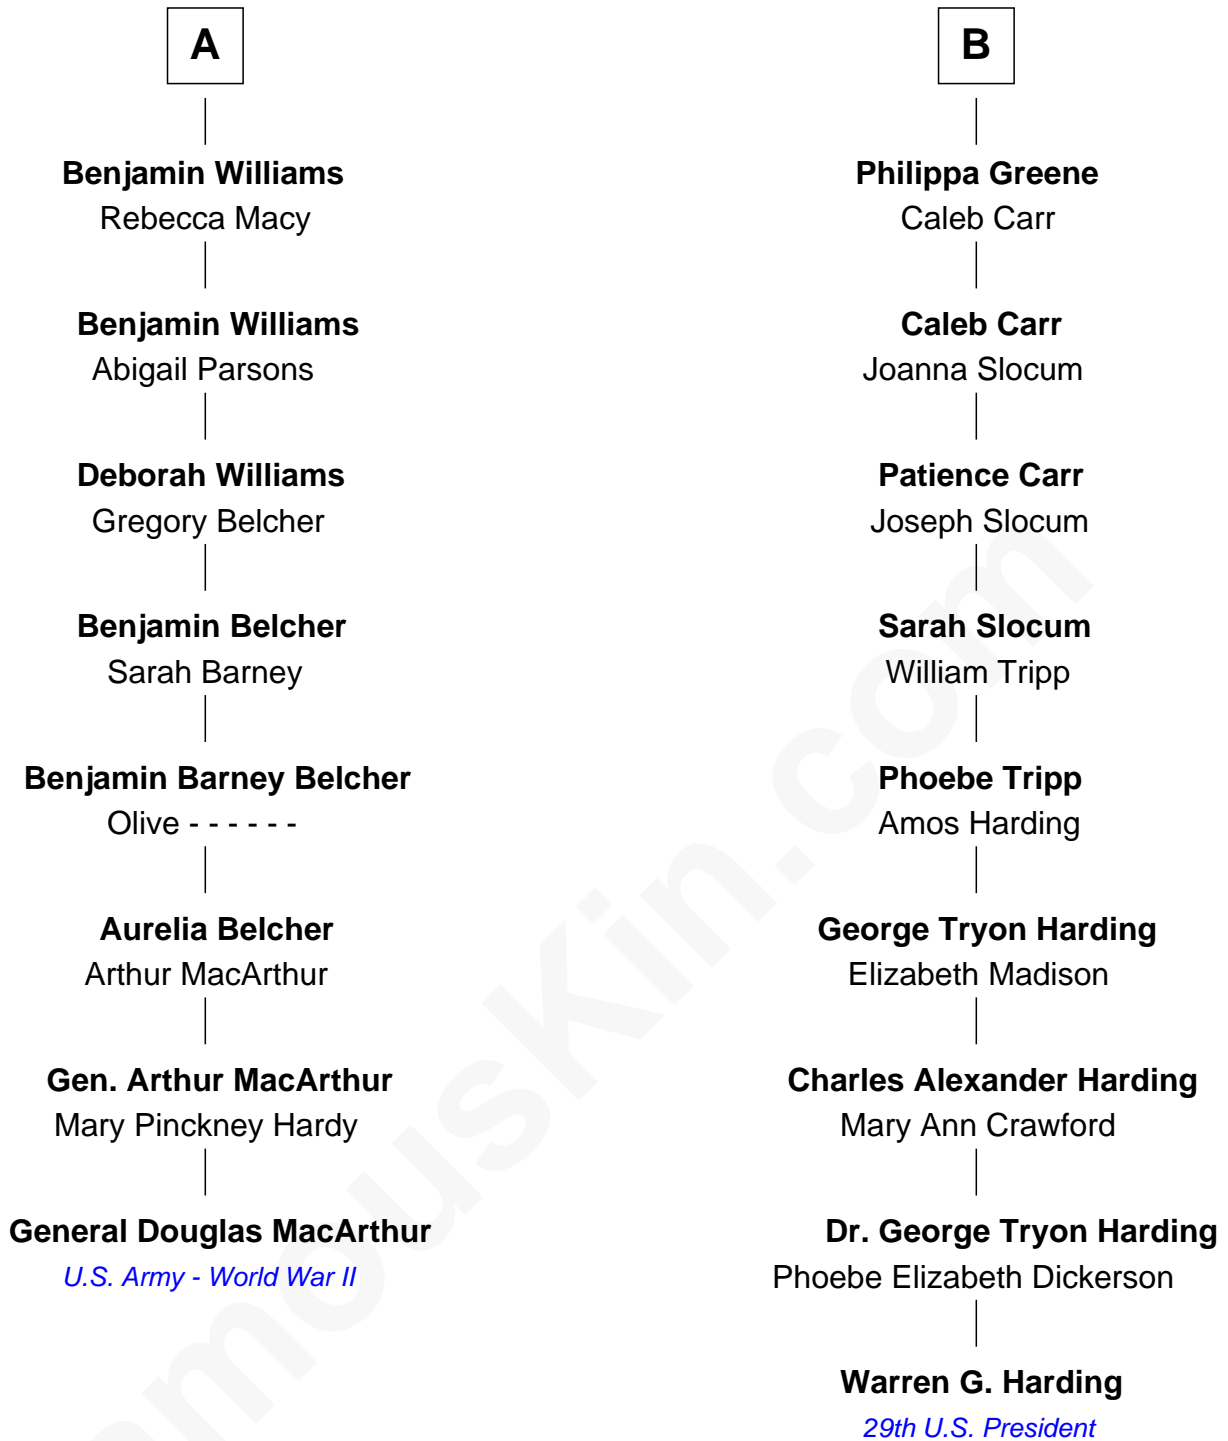 A
Benjamin Williams
Rebecca Macy
Benjamin Williams
Abigail Parsons
Deborah Williams
Gregory Belcher
Benjamin Belcher
Sarah Barney
Benjamin Barney Belcher
Olive - - - - - -
Aurelia Belcher
Arthur MacArthur
Gen. Arthur MacArthur
Mary Pinckney Hardy
General Douglas MacArthur
U.S. Army - World War II
B
Philippa Greene
Caleb Carr
Caleb Carr
Joanna Slocum
Patience Carr
Joseph Slocum
Sarah Slocum
William Tripp
Phoebe Tripp
Amos Harding
George Tryon Harding
Elizabeth Madison
Charles Alexander Harding
Mary Ann Crawford
Dr. George Tryon Harding
Phoebe Elizabeth Dickerson
Warren G. Harding
29th U.S. President
amousKin.com